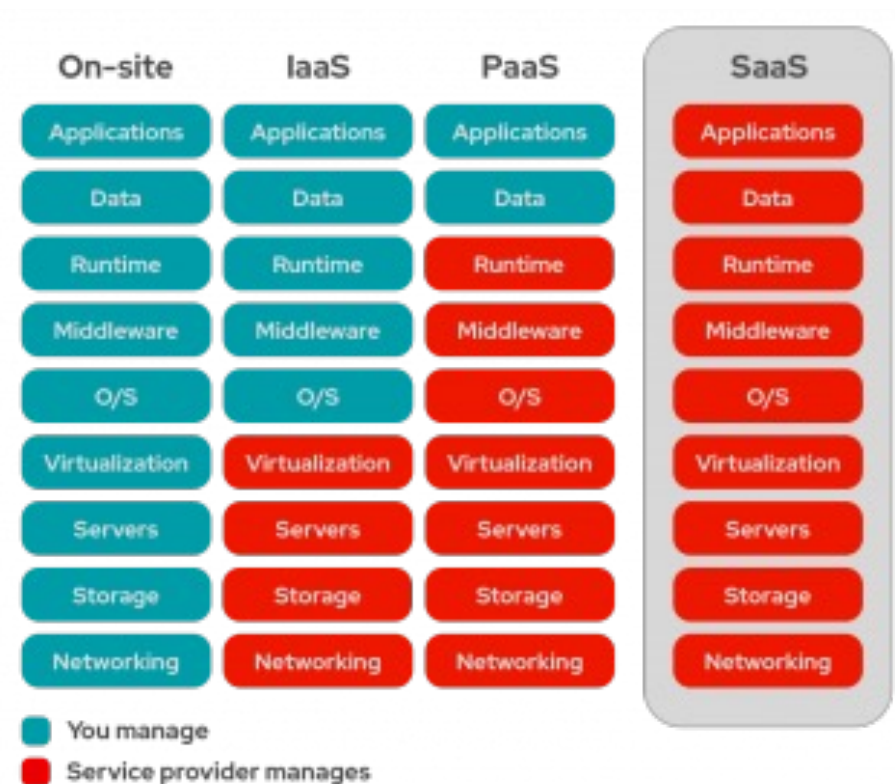 On-site IaaS PaaS SaaS
Applications Applications Applications Applications
Data Data Data Data
Runtime Runtime Runtime Runtime
Middleware Middleware Middleware Middleware
O/S O/S O/S O/S
Virtualization Virtualization Virtualization Virtualization
Servers Servers Servers Servers
Storage Storage Storage Storage
Networking Networking Networking Networking
You manage
Service provider manages